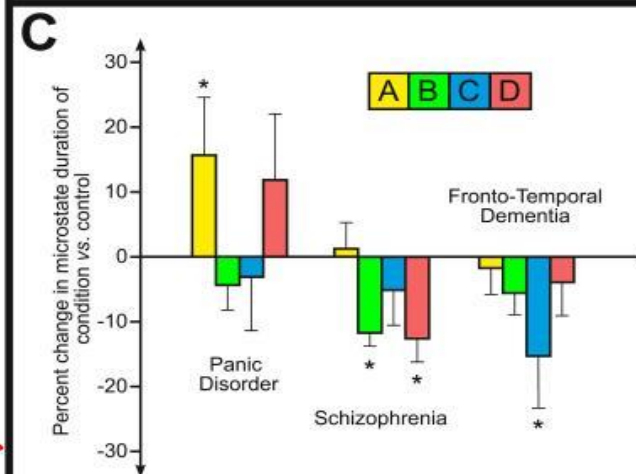 C
30
20
10
0
-10
-20
-30
Percent change in microstate duration of
condition vs. control
A B C D
*
Panic
Disorder
*
*
Schizophrenia
Fronto-Temporal
Dementia
*